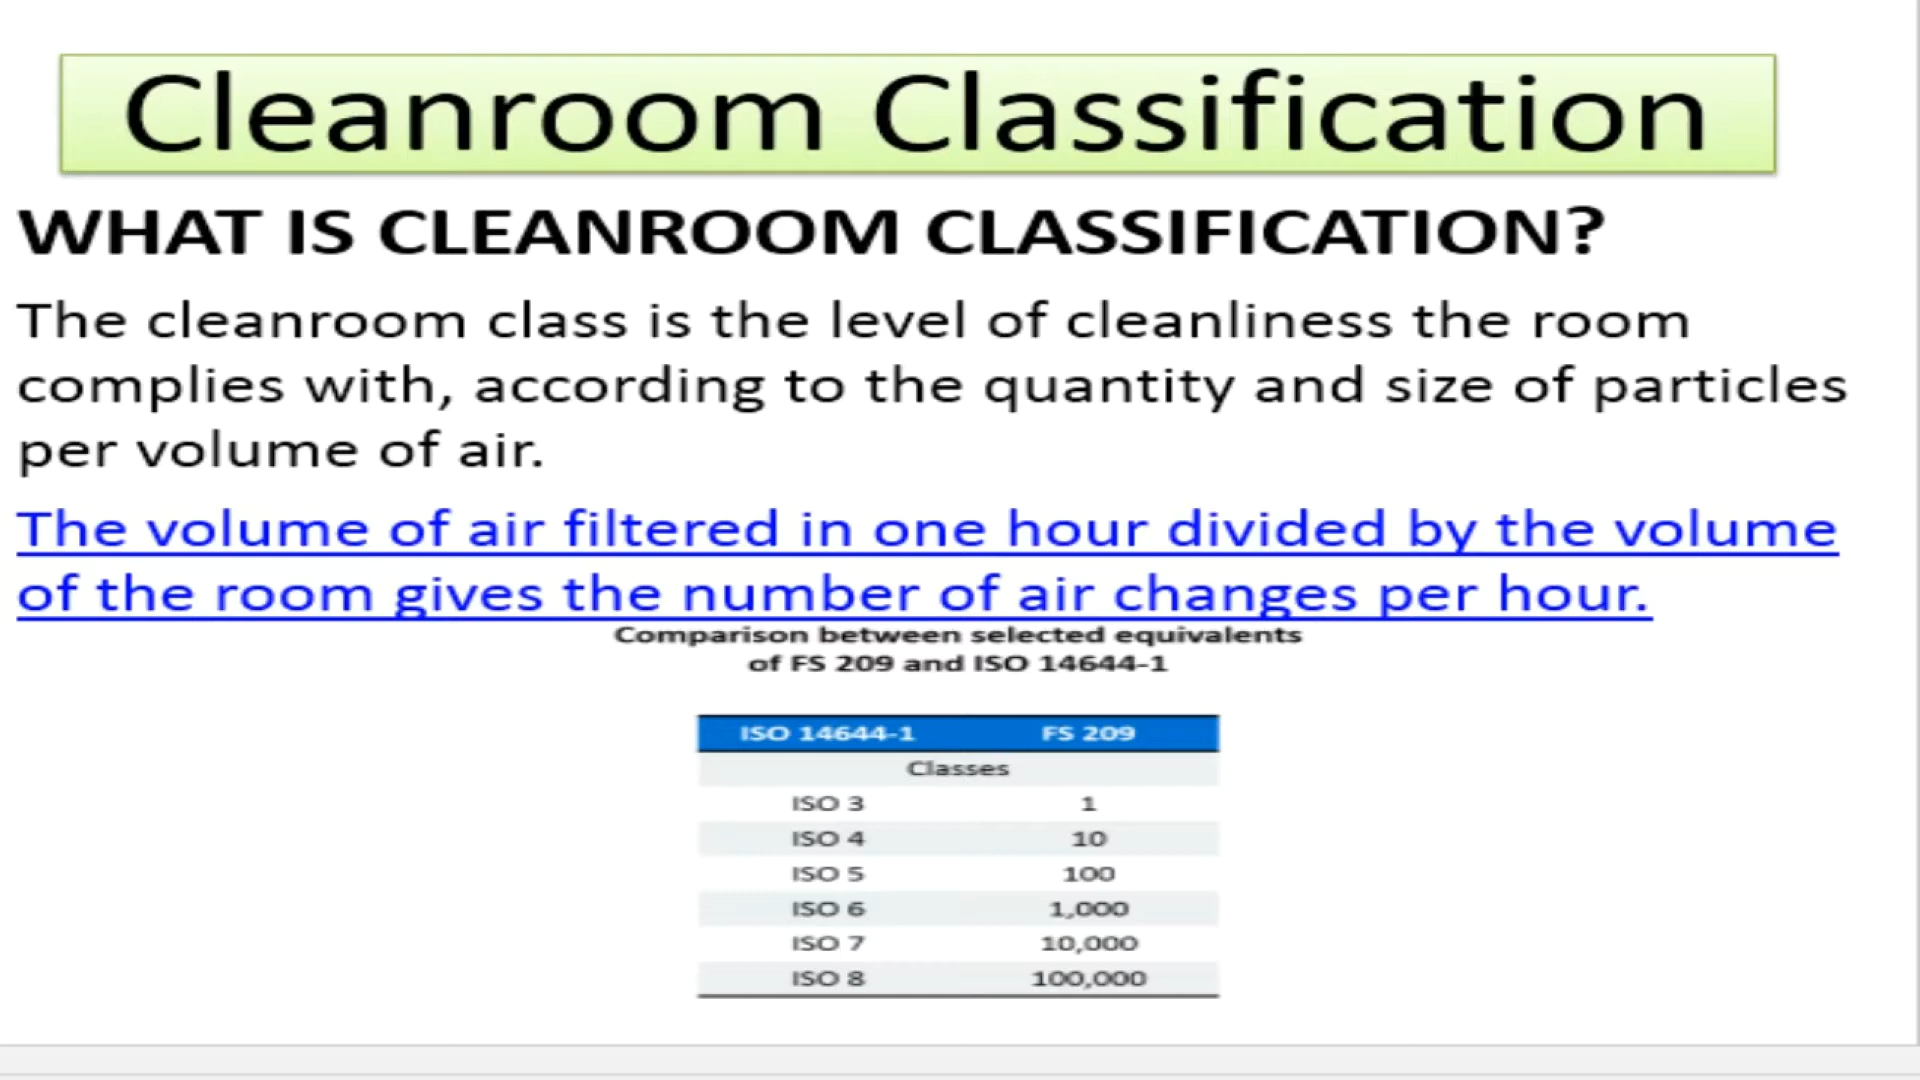 Cleanroom Classification
WHAT IS CLEANROOM CLASSIFICATION?
The cleanroom class is the level of cleanliness the room
complies with, according to the quantity and size of particles
per volume of air.
The volume of air filtered in one hour divided by the volume
of the room gives the number of air changes per hour.
Comparison between selected equivalents
of FS 209 and ISO 14644-1
ISO 14644-1 FS 209
Classes
ISO 3 1
ISO 4 10
ISO 5 100
ISO 6 1,000
ISO 7 10,000
ISO 8 100,000